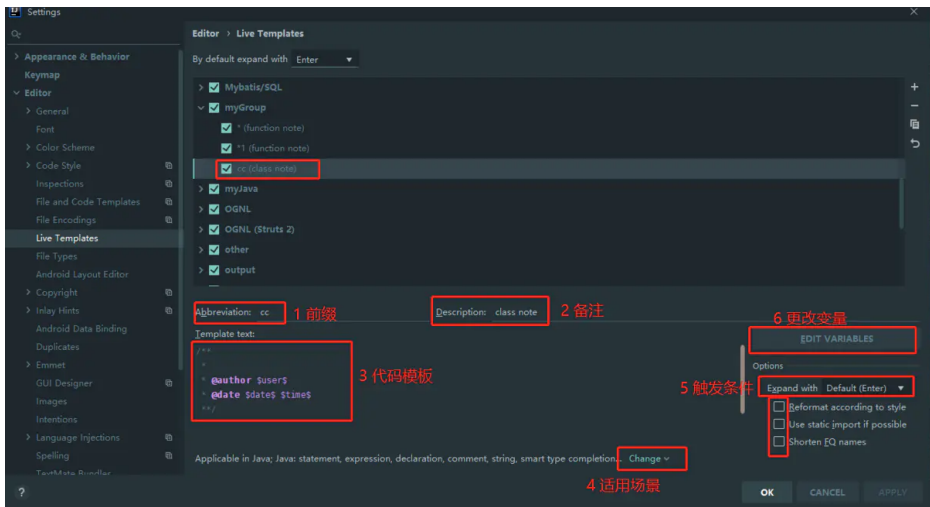 Settings
Editor › Live Templates
Appearance & Behavior
Keymap
Editor
General
Font
Color Scheme
Code Style
Inspections
File and Code Templates
File Encodings
Live Templates
File Types
Android Layout Editor
Copyright
Inlay Hints
Android Data Binding
Duplicates
Emmet
GUI Designer
Images
Intentions
Language Injections
Spelling
TextMate Bundles
By default expand with Enter
Mybatis/SQL
myGroup
* (function note)
*1 (function note)
cc (class note)
myJava
OGNL
OGNL (Struts 2)
other
output
Abbreviation: cc
1 前缀
Description: class note
2 备注
Template text:
/**
*
* @author $user$
* @date $date$ $time$
**/
3 代码模板
6 更改变量
EDIT VARIABLES
Options
5 触发条件
Expand with Default (Enter)
Reformat according to style
Use static import if possible
Shorten FQ names
Applicable in Java; Java: statement, expression, declaration, comment, string, smart type completion...
Change
4 适用场景
?
OK
CANCEL
APPLY